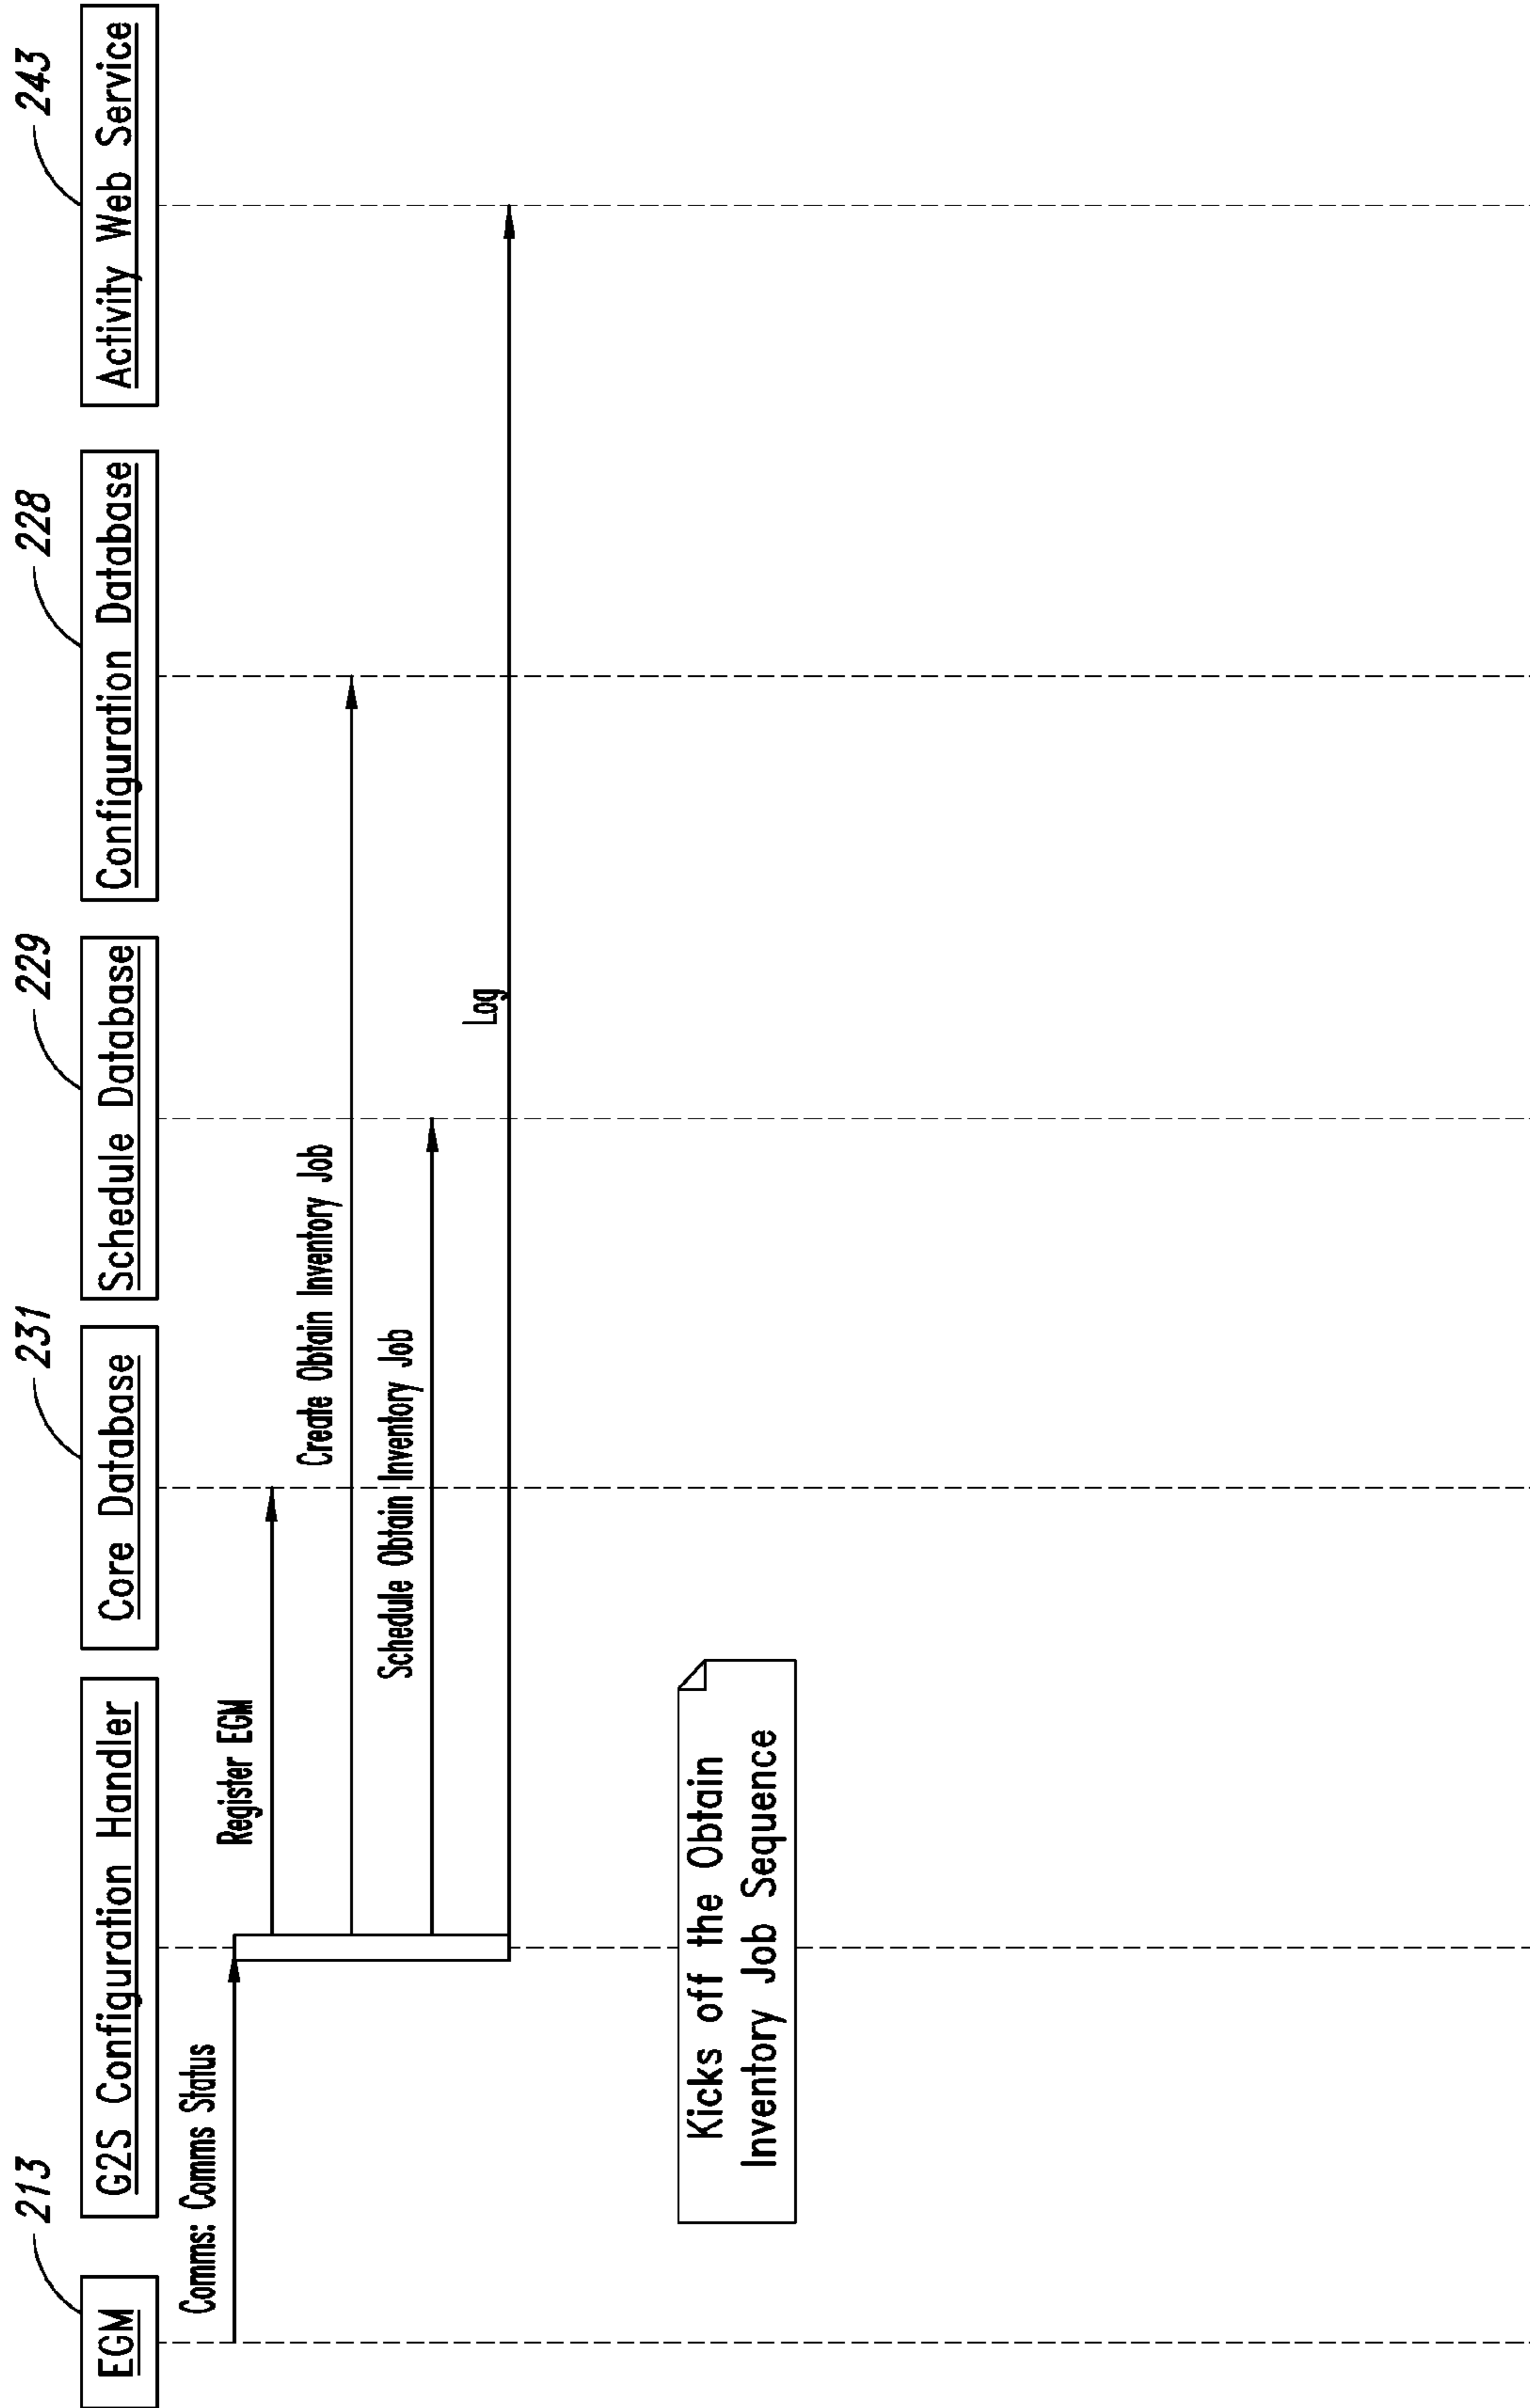 213
231
229
228
243
EGM
G2S Configuration Handler
Core Database
Schedule Database
Configuration Database
Activity Web Service
Comms: Comms Status
Register EGM
Create Obtain Inventory Job
Schedule Obtain Inventory Job
Log
Kicks off the Obtain
Inventory Job Sequence